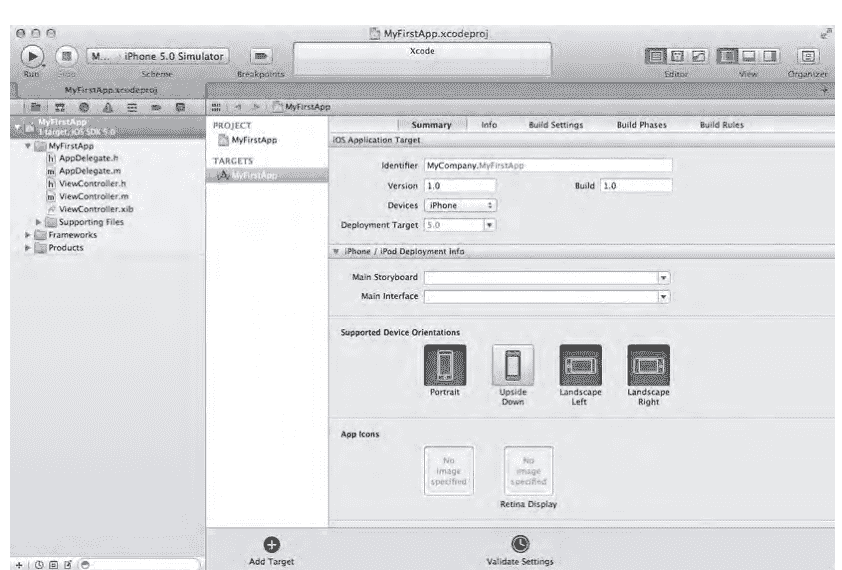 MyFirstApp.xcodeproj
M... iPhone 5.0 Simulator
Xcode
Run Stop Scheme Breakpoints Editor View Organizer
MyFirstApp.xcodeproj
MyFirstApp
MyFirstApp
1 target, iOS SDK 5.0
MyFirstApp
AppDelegate.h
AppDelegate.m
ViewController.h
ViewController.m
ViewController.xib
Supporting Files
Frameworks
Products
PROJECT
MyFirstApp
TARGETS
MyFirstApp
Summary Info Build Settings Build Phases Build Rules
iOS Application Target
Identifier MyCompany.MyFirstApp
Version 1.0 Build 1.0
Devices iPhone
Deployment Target 5.0
iPhone / iPod Deployment Info
Main Storyboard
Main Interface
Supported Device Orientations
Portrait
Upside
Down
Landscape
Left
Landscape
Right
App Icons
No
image
specified
No
image
specified
Retina Display
Add Target
Validate Settings